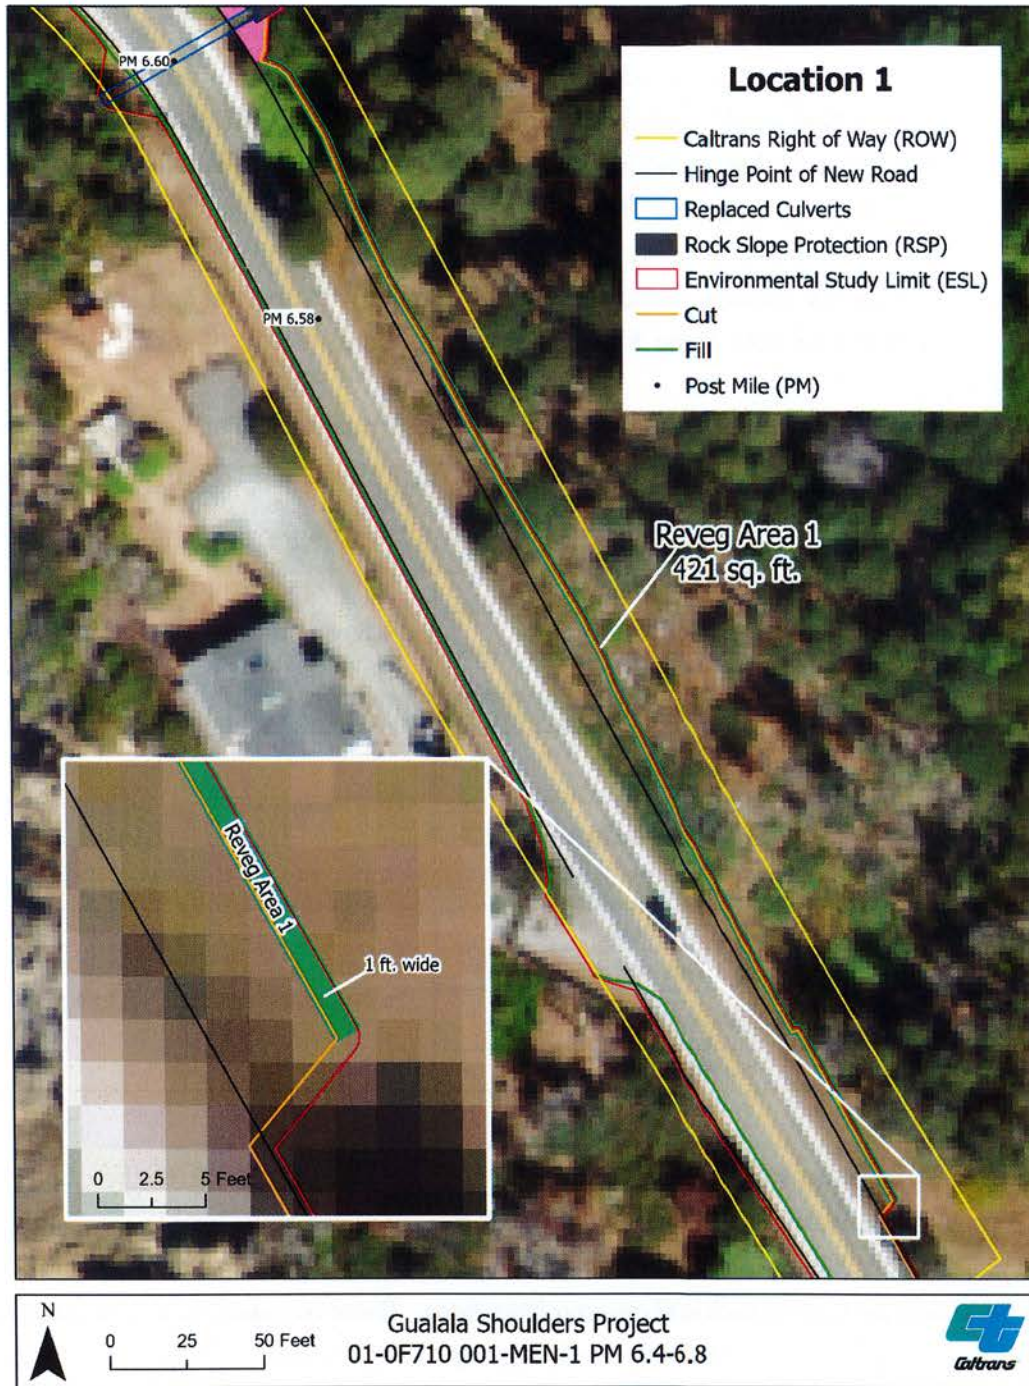 PM 6.60
Location 1
Caltrans Right of Way (ROW)
Hinge Point of New Road
Replaced Culverts
Rock Slope Protection (RSP)
Environmental Study Limit (ESL)
Cut
Fill
Post Mile (PM)
PM 6.58
Reveg Area 1
421 sq. ft.
Reveg Area 1
1 ft. wide
0 2.5 5 Feet
N
0 25 50 Feet
Gualala Shoulders Project
01-0F710 001-MEN-1 PM 6.4-6.8
ct
Caltrans